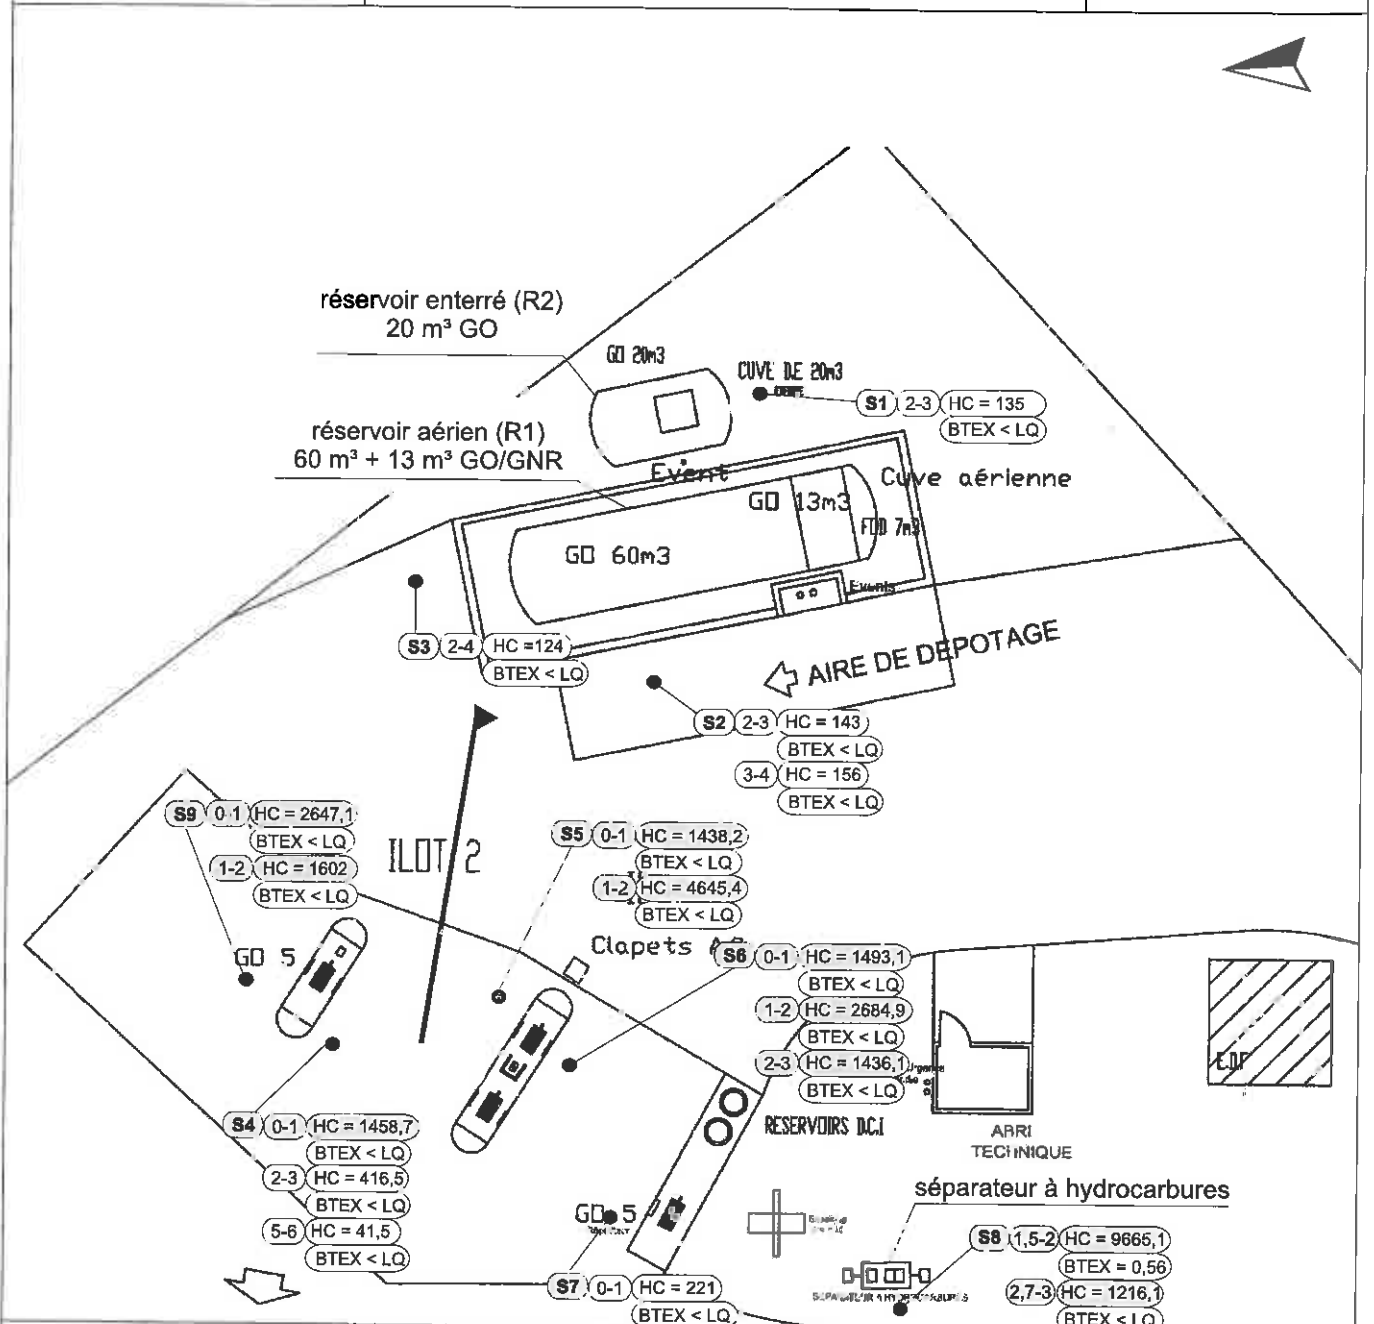 réservoir enterré (R2)
20 m³ GO
GO 20m3
CUVE DE 20m3
S1 2-3 HC = 135
BTEX < LQ
réservoir aérien (R1)
60 m³ + 13 m³ GO/GNR
Event
Cuve aérienne
GO 13m3
FOD 7m3
GO 60m3
Events
S3 2-4 HC =124
BTEX < LQ
AIRE DE DEPOTAGE
S2 2-3 HC = 143
BTEX < LQ
3-4 HC = 156
BTEX < LQ
S9 0-1 HC = 2647,1
BTEX < LQ
1-2 HC = 1602
BTEX < LQ
ILOT 2
S5 0-1 HC = 1438,2
BTEX < LQ
1-2 HC = 4645,4
BTEX < LQ
Clapets
GO 5
S6 0-1 HC = 1493,1
BTEX < LQ
1-2 HC = 2684,9
BTEX < LQ
2-3 HC = 1436,1
BTEX < LQ
E.D.F
S4 0-1 HC = 1458,7
BTEX < LQ
2-3 HC = 416,5
BTEX < LQ
5-6 HC = 41,5
BTEX < LQ
RESERVOIRS D.C.I
ABRI
TECHNIQUE
séparateur à hydrocarbures
GO 5
S8 1,5-2 HC = 9665,1
BTEX = 0,56
2,7-3 HC = 1216,1
BTEX < LQ
SEPARATEUR A HYDROCARBURES
S7 0-1 HC = 221
BTEX < LQ